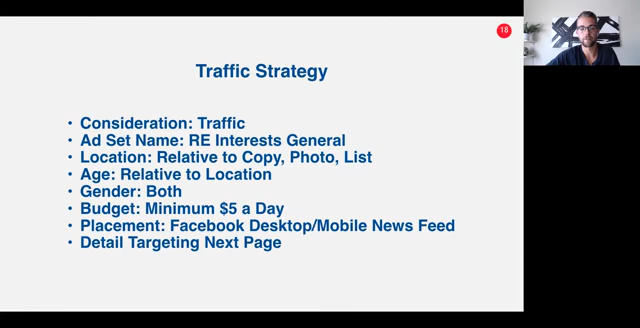 18
Traffic Strategy
• Consideration: Traffic
• Ad Set Name: RE Interests General
• Location: Relative to Copy, Photo, List
• Age: Relative to Location
• Gender: Both
• Budget: Minimum $5 a Day
• Placement: Facebook Desktop/Mobile News Feed
• Detail Targeting Next Page